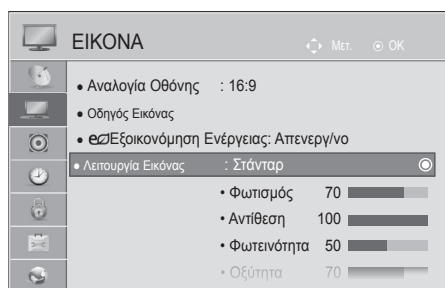 ΕΙΚΟΝΑ Μετ. OK
• Αναλογία Οθόνης : 16:9
• Οδηγός Εικόνας
• Εξοικονόμηση Ενέργειας: Απενεργ/νο
• Λειτουργία Εικόνας : Στάνταρ
• Φωτισμός 70
• Αντίθεση 100
• Φωτεινότητα 50
• Οξύτητα 70